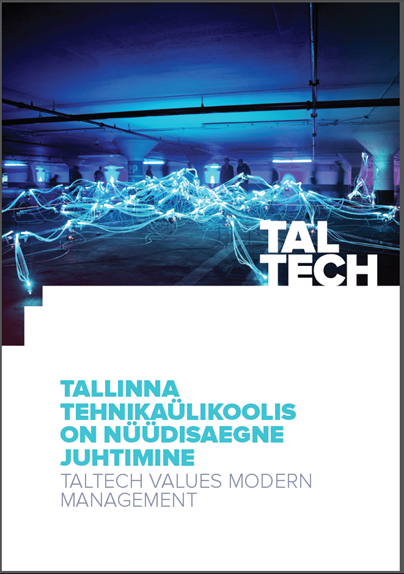 TAL
TECH
TALLINNA
TEHNIKAÜLIKOOLIS
ON NÜÜDISAEGNE
JUHTIMINE
TALTECH VALUES MODERN
MANAGEMENT